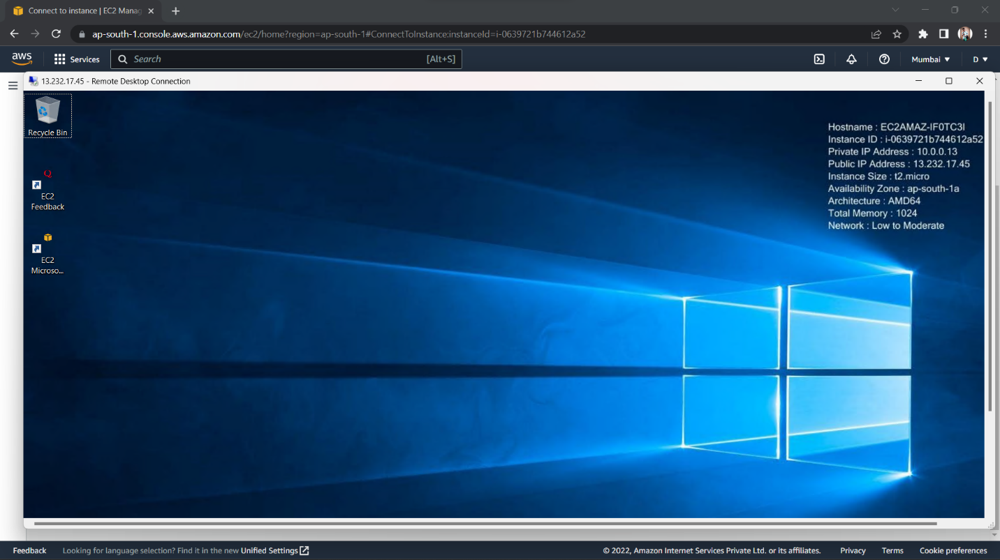 Connect to instance | EC2 Manag
ap-south-1.console.aws.amazon.com/ec2/home?region=ap-south-1#ConnectToInstance:instanceId=i-0639721b744612a52
aws
Services
Search
[Alt+S]
Mumbai
D
13.232.17.45 - Remote Desktop Connection
Recycle Bin
EC2
Feedback
EC2
Microso...
Hostname : EC2AMAZ-IF0TC3I
Instance ID : i-0639721b744612a52
Private IP Address : 10.0.0.13
Public IP Address : 13.232.17.45
Instance Size : t2.micro
Availability Zone : ap-south-1a
Architecture : AMD64
Total Memory : 1024
Network : Low to Moderate
Feedback
Looking for language selection? Find it in the new Unified Settings
© 2022, Amazon Internet Services Private Ltd. or its affiliates.
Privacy
Terms
Cookie preferences